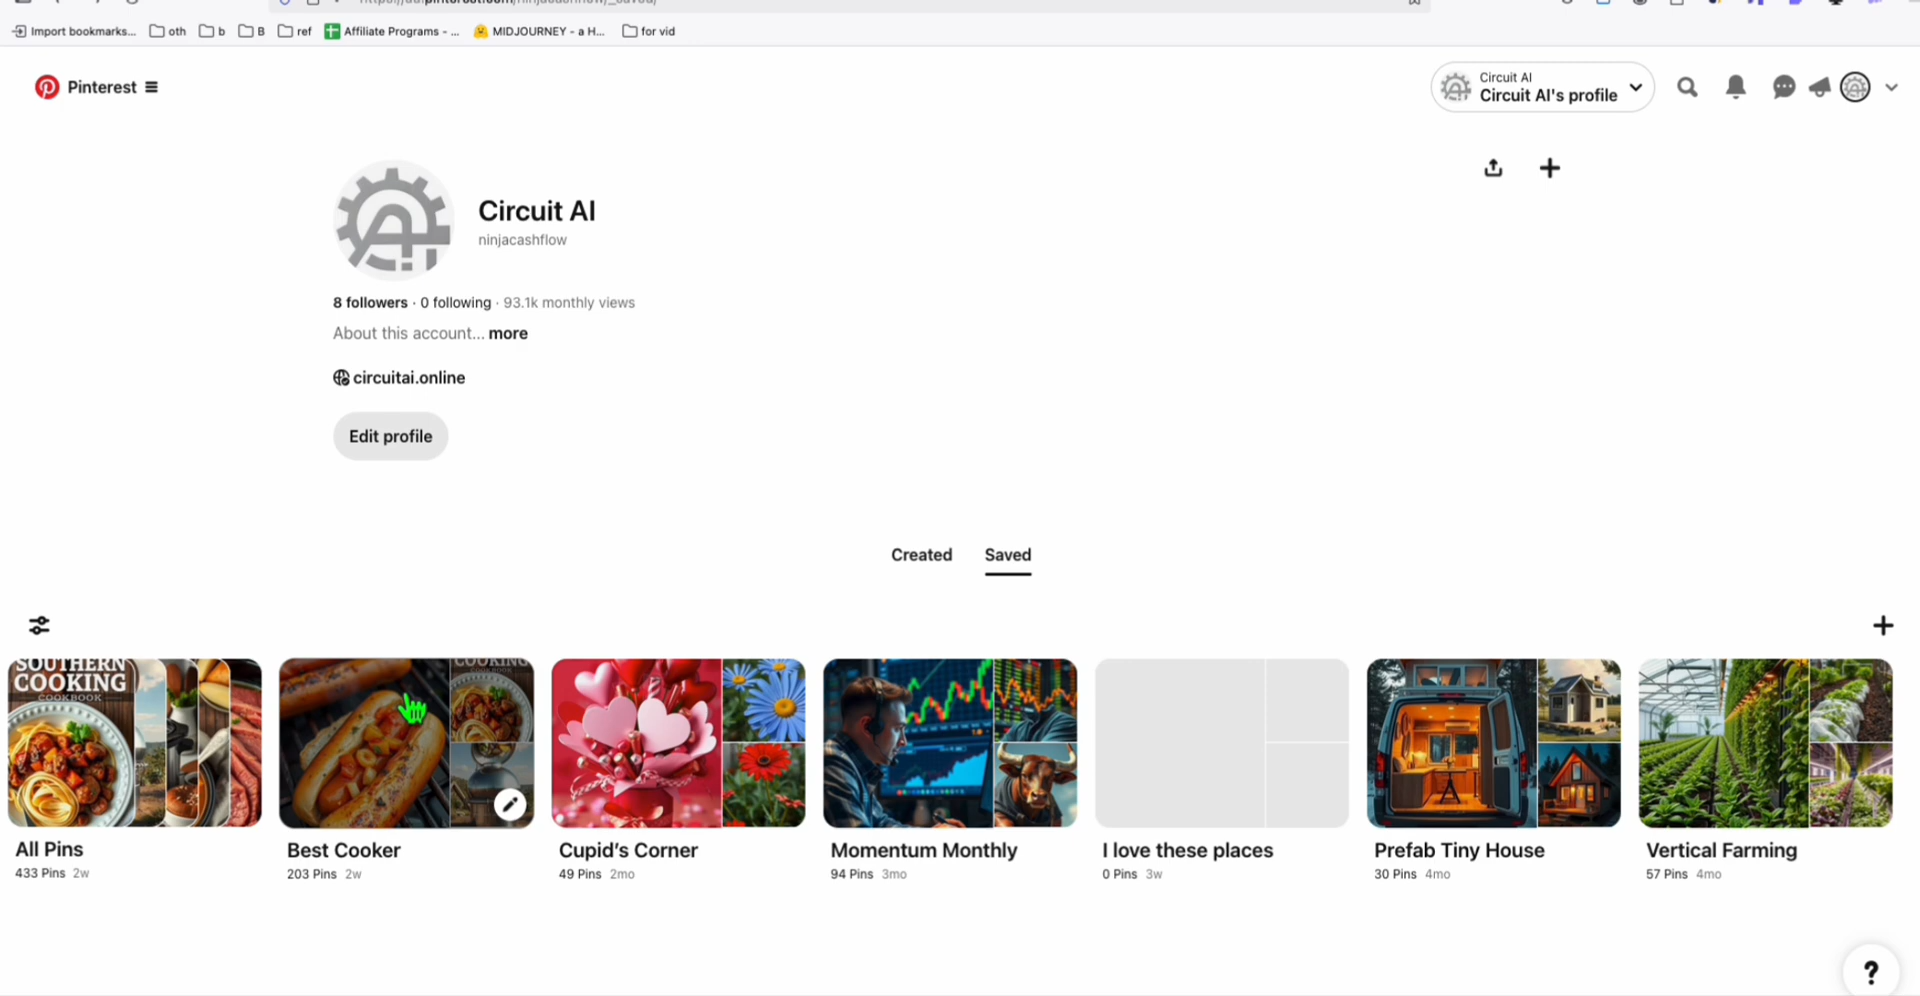 Import bookmarks...
oth
b
B
ref
Affiliate Programs - ...
MIDJOURNEY - a H...
for vid
Pinterest
Circuit AI
Circuit AI's profile
Circuit AI
ninjacashflow
8 followers · 0 following · 93.1k monthly views
About this account... more
circuitai.online
Edit profile
Created
Saved
SOUTHERN
COOKING
COOKBOOK
COOKING
All Pins
433 Pins 2w
Best Cooker
203 Pins 2w
Cupid's Corner
49 Pins 2mo
Momentum Monthly
94 Pins 3mo
I love these places
0 Pins 3w
Prefab Tiny House
30 Pins 4mo
Vertical Farming
57 Pins 4mo
?